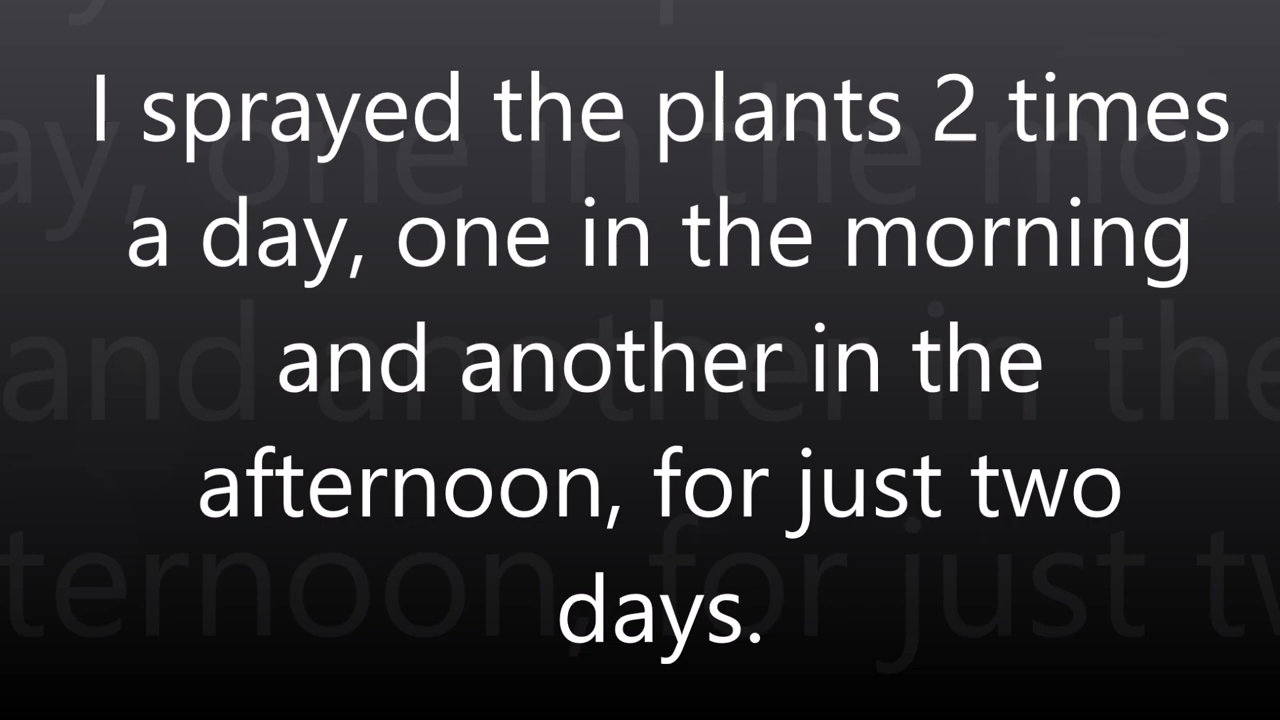 I sprayed the plants 2 times
a day, one in the morning
and another in the
afternoon, for just two
days.